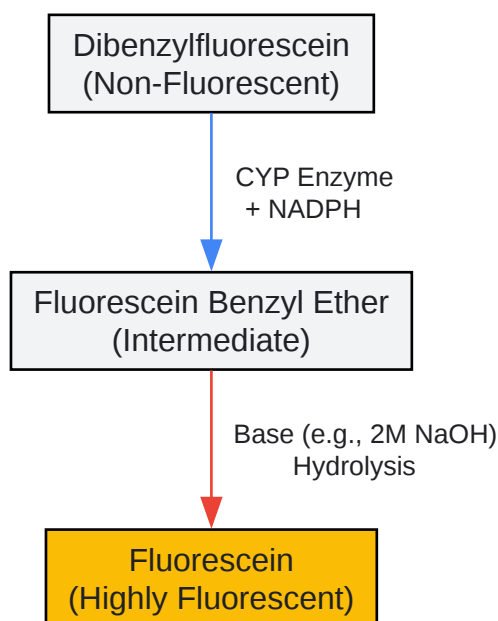 Dibenzylfluorescein
(Non-Fluorescent)
CYP Enzyme
+ NADPH
Fluorescein Benzyl Ether
(Intermediate)
Base (e.g., 2M NaOH)
Hydrolysis
Fluorescein
(Highly Fluorescent)